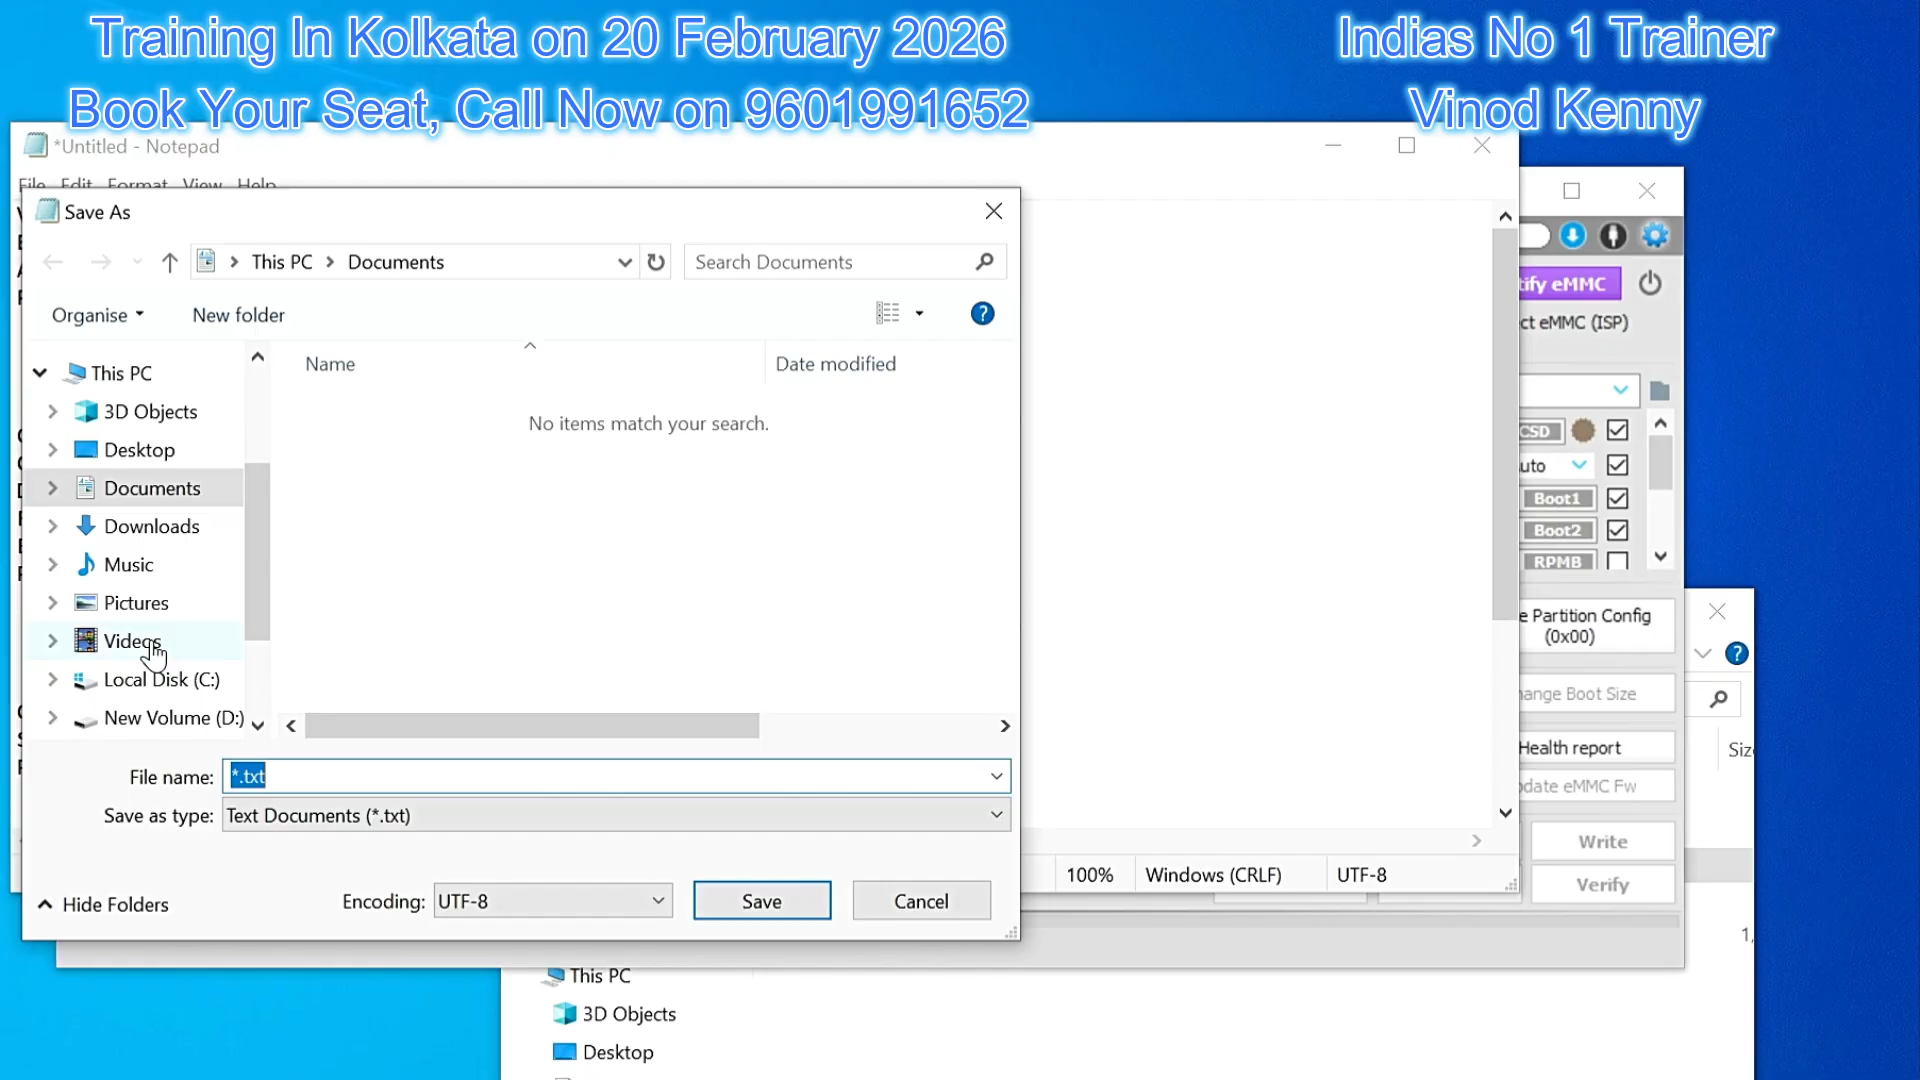 Training In Kolkata on 20 February 2026
Book Your Seat, Call Now on 9601991652
Indias No 1 Trainer
Vinod Kenny
*Untitled - Notepad
File Edit Format View Help
Save As
This PC > Documents
Search Documents
Organise
New folder
Name
Date modified
No items match your search.
This PC
3D Objects
Desktop
Documents
Downloads
Music
Pictures
Videos
Local Disk (C:)
New Volume (D:)
File name: *.txt
Save as type: Text Documents (*.txt)
Hide Folders
Encoding: UTF-8
Save
Cancel
100%
Windows (CRLF)
UTF-8
eMMC
eMMC (ISP)
CSD
Boot1
Boot2
RPMB
Partition Config
(0x00)
Boot Size
Health report
eMMC Fw
Write
Verify
This PC
3D Objects
Desktop